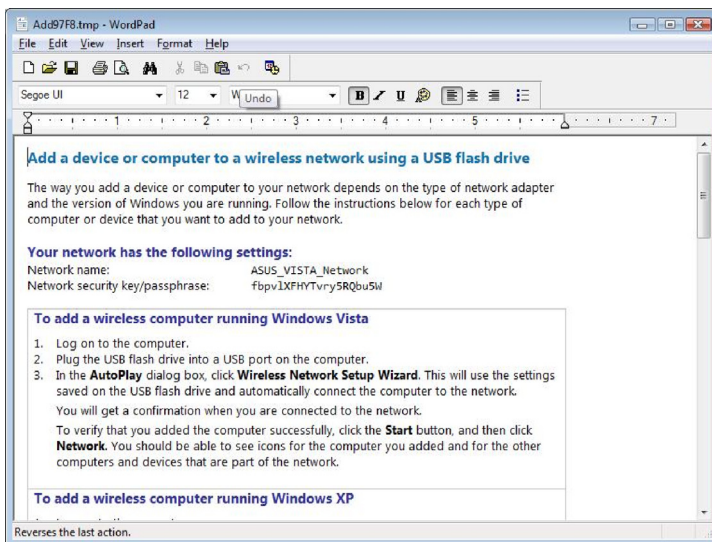 Add97F8.tmp - WordPad
File Edit View Insert Format Help
Segoe UI 12 W
Undo
1 2 3 4 5 7
Add a device or computer to a wireless network using a USB flash drive
The way you add a device or computer to your network depends on the type of network adapter
and the version of Windows you are running. Follow the instructions below for each type of
computer or device that you want to add to your network.
Your network has the following settings:
Network name: ASUS_VISTA_Network
Network security key/passphrase: fbpvlXFHYTvry5RQbu5W
To add a wireless computer running Windows Vista
1. Log on to the computer.
2. Plug the USB flash drive into a USB port on the computer.
3. In the AutoPlay dialog box, click Wireless Network Setup Wizard. This will use the settings
saved on the USB flash drive and automatically connect the computer to the network.
You will get a confirmation when you are connected to the network.
To verify that you added the computer successfully, click the Start button, and then click
Network. You should be able to see icons for the computer you added and for the other
computers and devices that are part of the network.
To add a wireless computer running Windows XP
Reverses the last action.